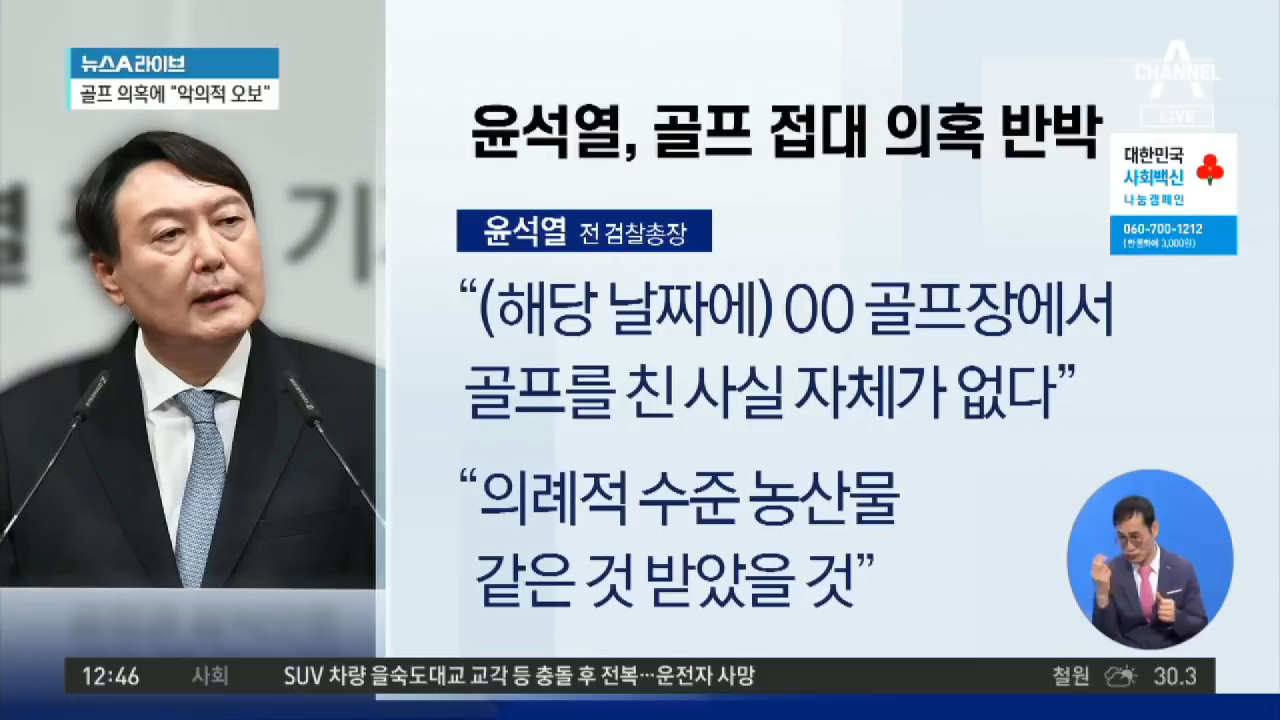 뉴스A 라이브
골프 의혹에 "악의적 오보"
CHANNEL A
LIVE
윤석열, 골프 접대 의혹 반박
대한민국
사회백신
나눔캠페인
060-700-1212
(한 통화에 3,000원)
윤석열 전 검찰총장
“(해당 날짜에) OO 골프장에서
골프를 친 사실 자체가 없다”
“의례적 수준 농산물
같은 것 받았을 것”
12:46 사회 SUV 차량 을숙도대교 교각 등 충돌 후 전복…운전자 사망 철원 30.3